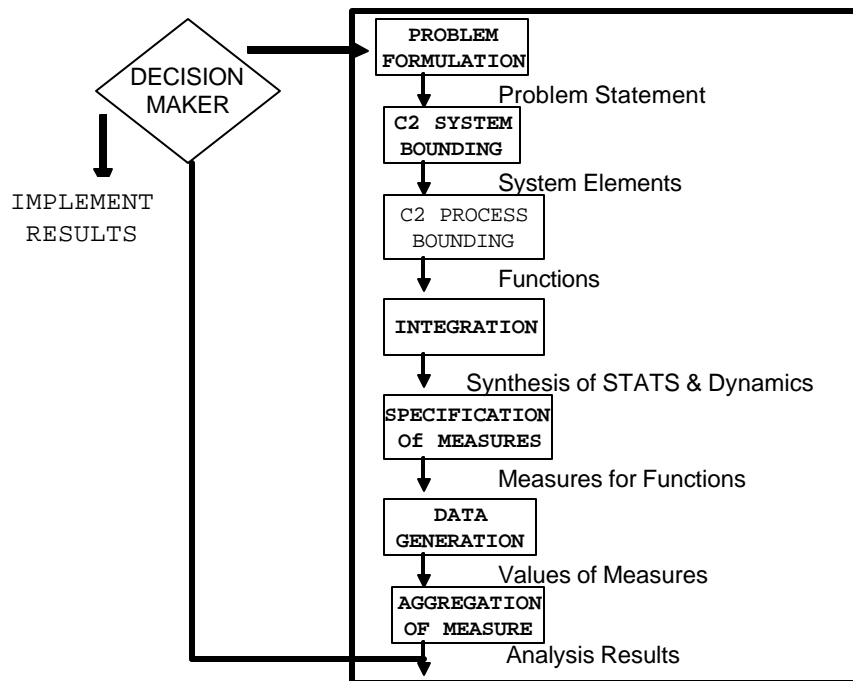 DECISION
MAKER
IMPLEMENT
RESULTS
PROBLEM
FORMULATION
Problem Statement
C2 SYSTEM
BOUNDING
System Elements
C2 PROCESS
BOUNDING
Functions
INTEGRATION
Synthesis of STATS & Dynamics
SPECIFICATION
Of MEASURES
Measures for Functions
DATA
GENERATION
Values of Measures
AGGREGATION
OF MEASURE
Analysis Results